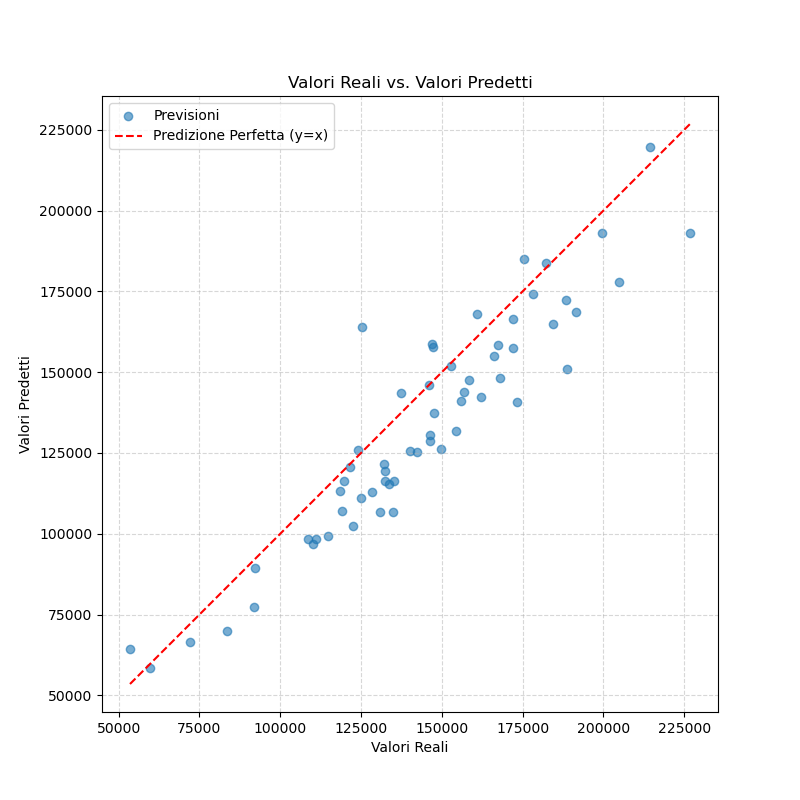 Valori Reali vs. Valori Predetti
Previsioni
Predizione Perfetta (y=x)
Valori Predetti
225000
200000
175000
150000
125000
100000
75000
50000
50000 75000 100000 125000 150000 175000 200000 225000
Valori Reali